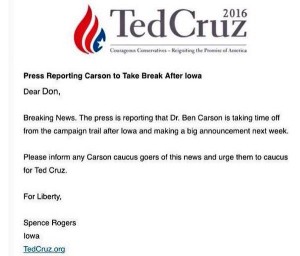 TedCruz 2016
Courageous Conservatives - Reigniting the Promise of America
Press Reporting Carson to Take Break After Iowa
Dear Don,
Breaking News. The press is reporting that Dr. Ben Carson is taking time off
from the campaign trail after Iowa and making a big announcement next week.
Please inform any Carson caucus goers of this news and urge them to caucus
for Ted Cruz.
For Liberty,
Spence Rogers
Iowa
TedCruz.org